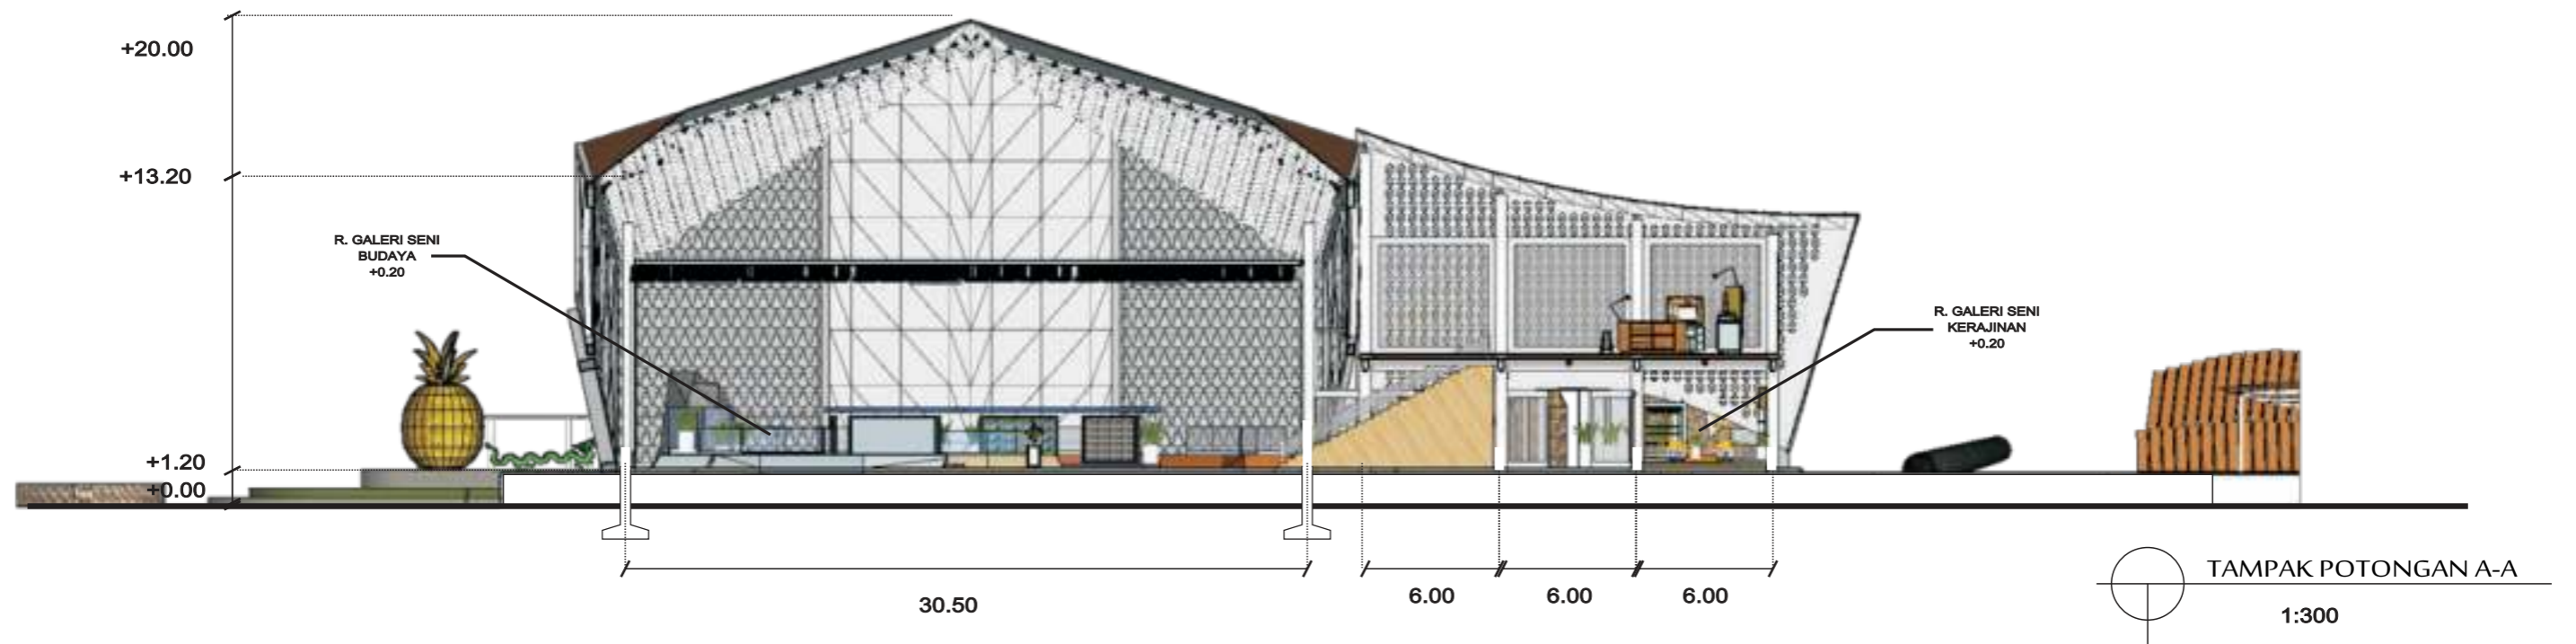 +20.00
+13.20
R. GALERI SENI
BUDAYA
+0.20
R. GALERI SENI
KERAJINAN
+0.20
+1.20
+0.00
30.50
6.00
6.00
6.00
TAMPAK POTONGAN A-A
1:300